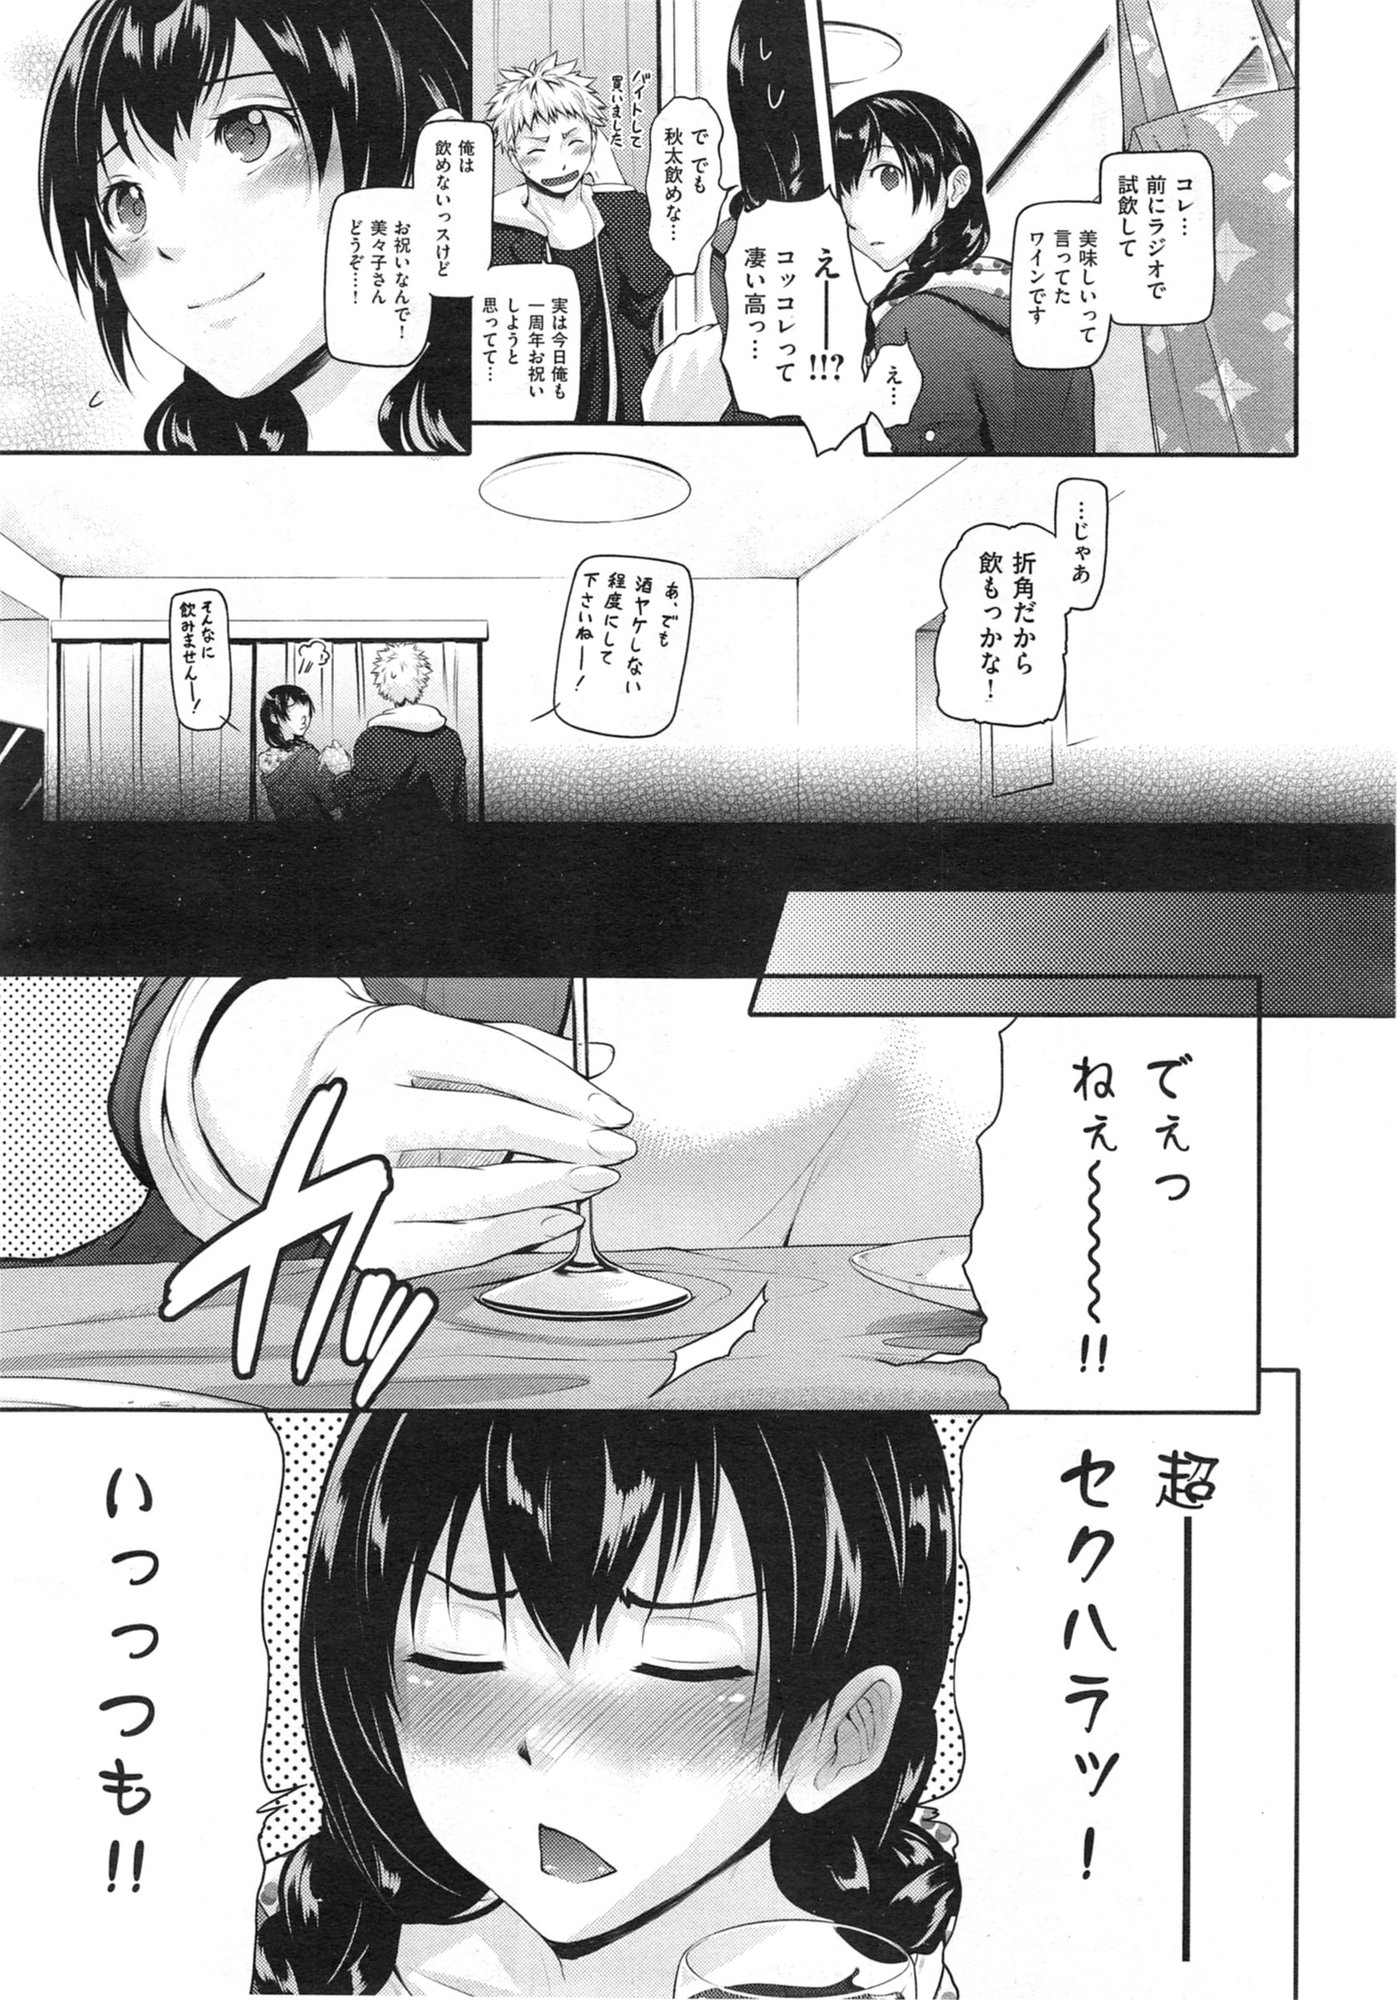 コレ…
前にラジオで
試飲して
美味しいって
言ってた
ワインです
え…
え――!!!?
コッコレって
凄い高っ…
で でも
秋太飲めな…
バイトして
買いました
実は今日俺も
一周年お祝い
しようと
思ってて…
俺は
飲めないっスけど
お祝いなんで!
美々子さん
どうぞ…!
…じゃあ
折角だから
飲もっかな!
あ、でも
酒ヤケしない
程度にして
下さいねー!
そんなに
飲みませんー!
でぇっ
ねぇ〜〜〜〜!!
カッ
超――
セクハラッ!
いっっつも!!